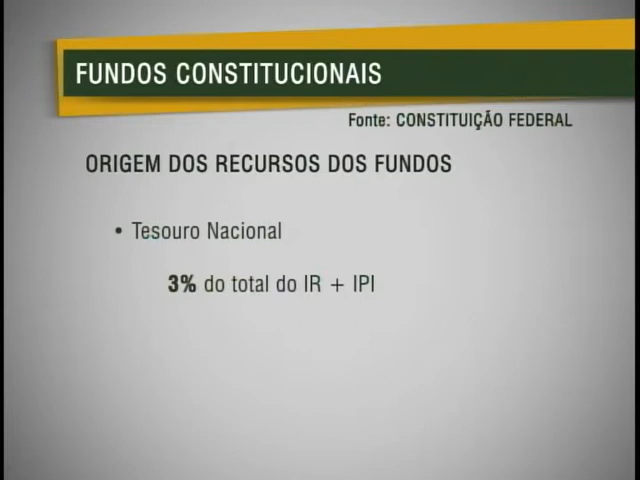 FUNDOS CONSTITUCIONAIS
Fonte: CONSTITUIÇÃO FEDERAL
ORIGEM DOS RECURSOS DOS FUNDOS
• Tesouro Nacional
3% do total do IR + IPI